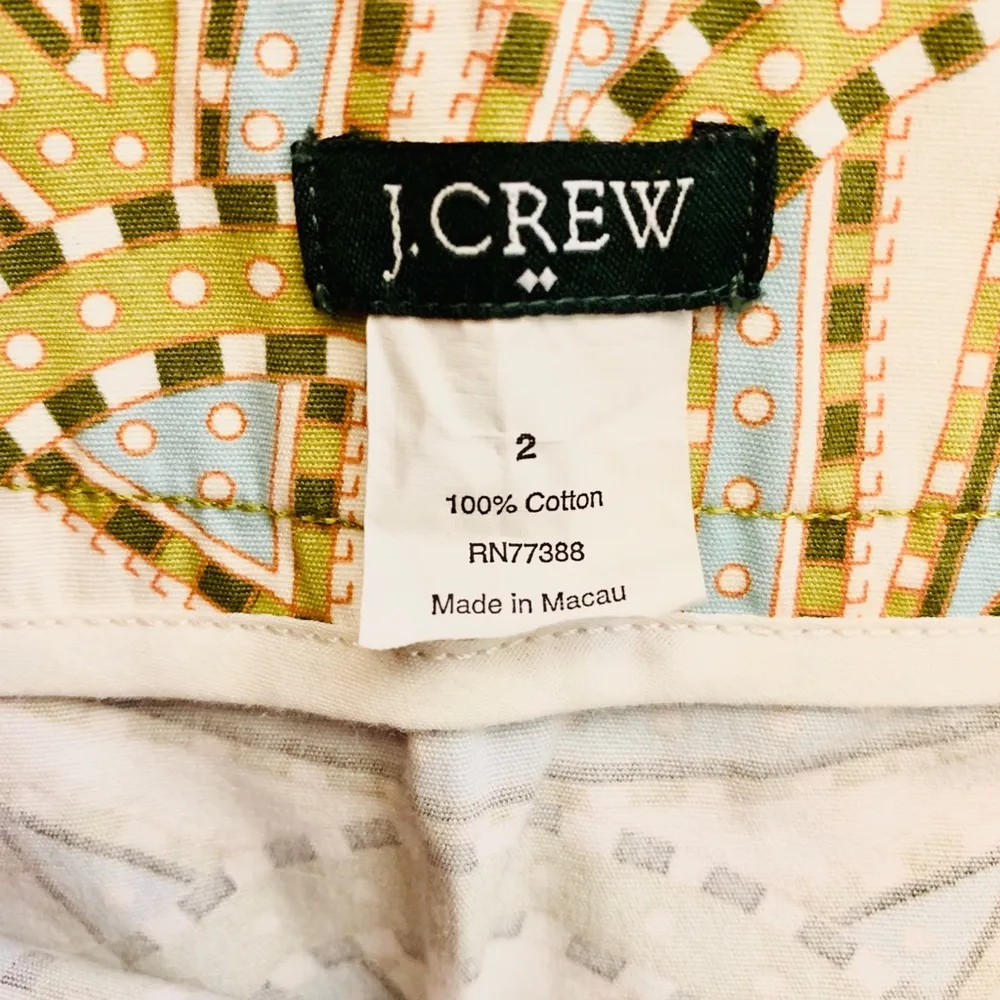 J.CREW
2
100% Cotton
RN77388
Made in Macau